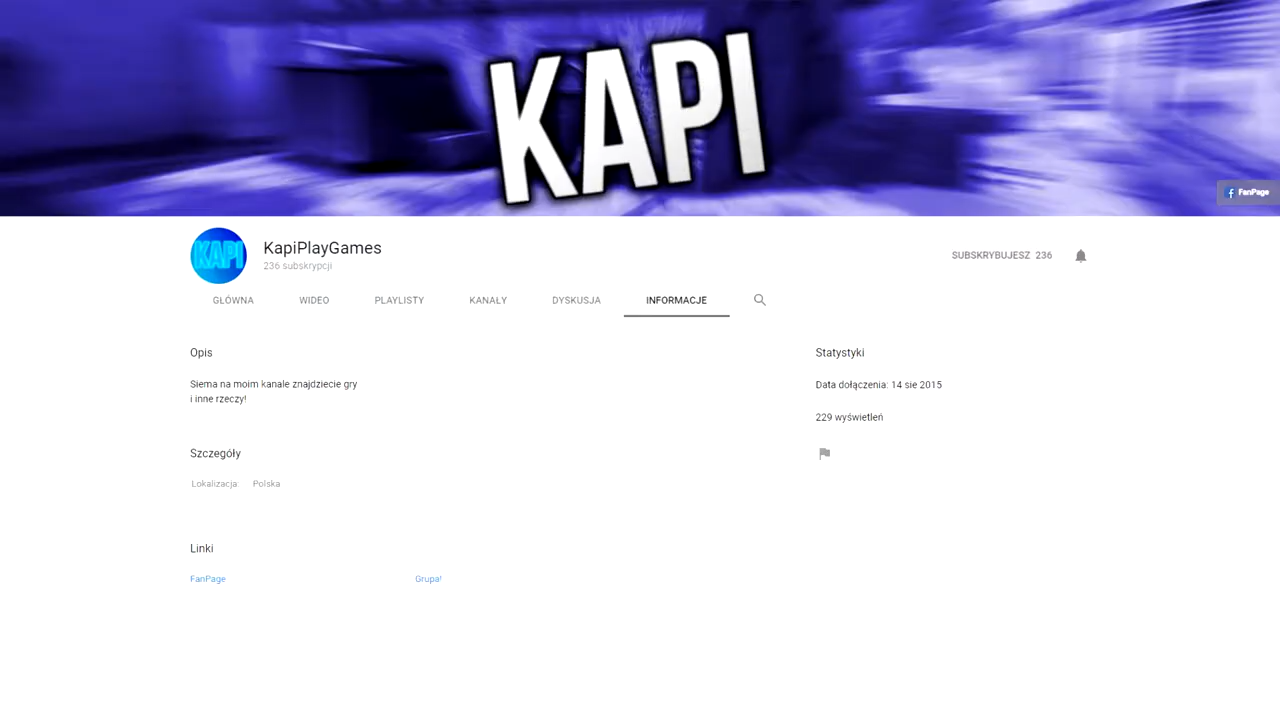 KAPI
FanPage
KAPI
KapiPlayGames
236 subskrypcji
SUBSKRYBUJESZ 236
GŁÓWNA WIDEO PLAYLISTY KANAŁY DYSKUSJA INFORMACJE
Opis
Siema na moim kanale znajdziecie gry
i inne rzeczy!
Szczegóły
Lokalizacja: Polska
Linki
FanPage Grupa!
Statystyki
Data dołączenia: 14 sie 2015
229 wyświetleń